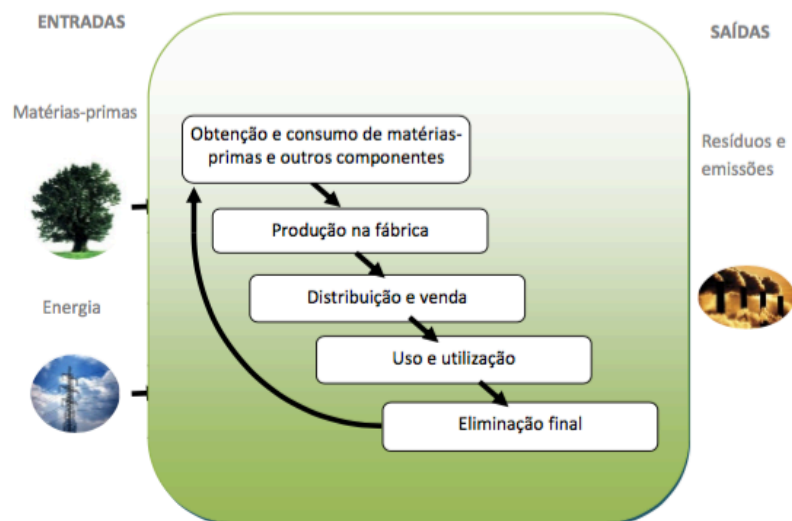 ENTRADAS
SAÍDAS
Matérias-primas
Obtenção e consumo de matérias-
primas e outros componentes
Resíduos e
emissões
Produção na fábrica
Distribuição e venda
Energia
Uso e utilização
Eliminação final